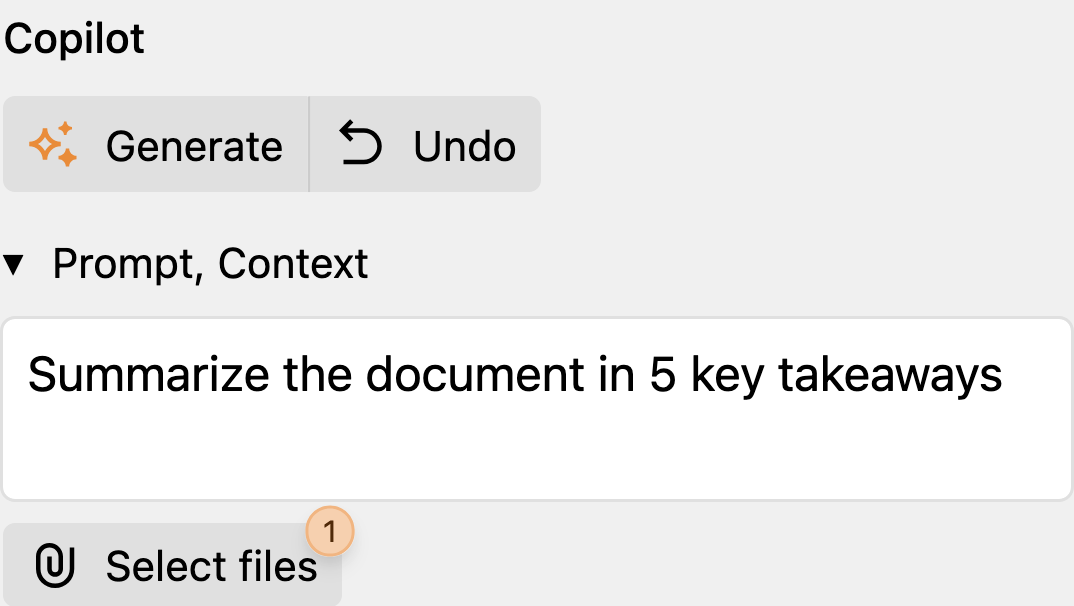 Copilot
Generate Undo
Prompt, Context
Summarize the document in 5 key takeaways
1
Select files